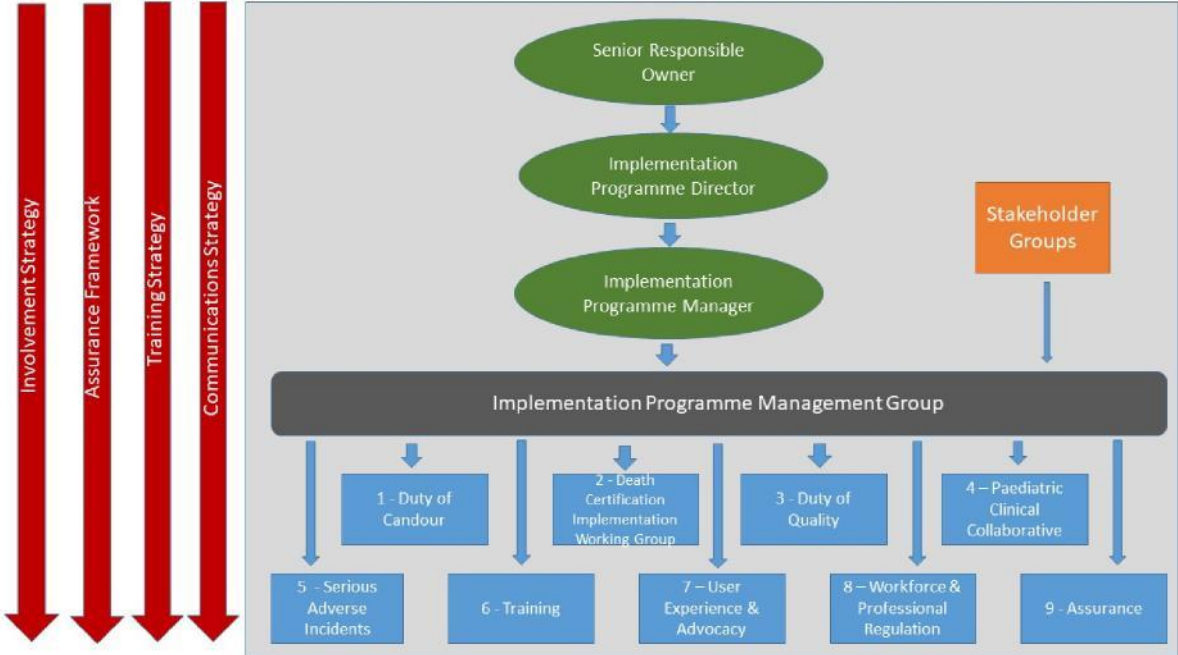 Involvement Strategy
Assurance Framework
Training Strategy
Communications Strategy
Senior Responsible
Owner
Implementation
Programme Director
Implementation
Programme Manager
Stakeholder
Groups
Implementation Programme Management Group
1 - Duty of
Candour
2 - Death
Certification
Implementation
Working Group
3 - Duty of
Quality
4 – Paediatric
Clinical
Collaborative
5 - Serious
Adverse
Incidents
6 - Training
7 – User
Experience &
Advocacy
8 – Workforce &
Professional
Regulation
9 - Assurance